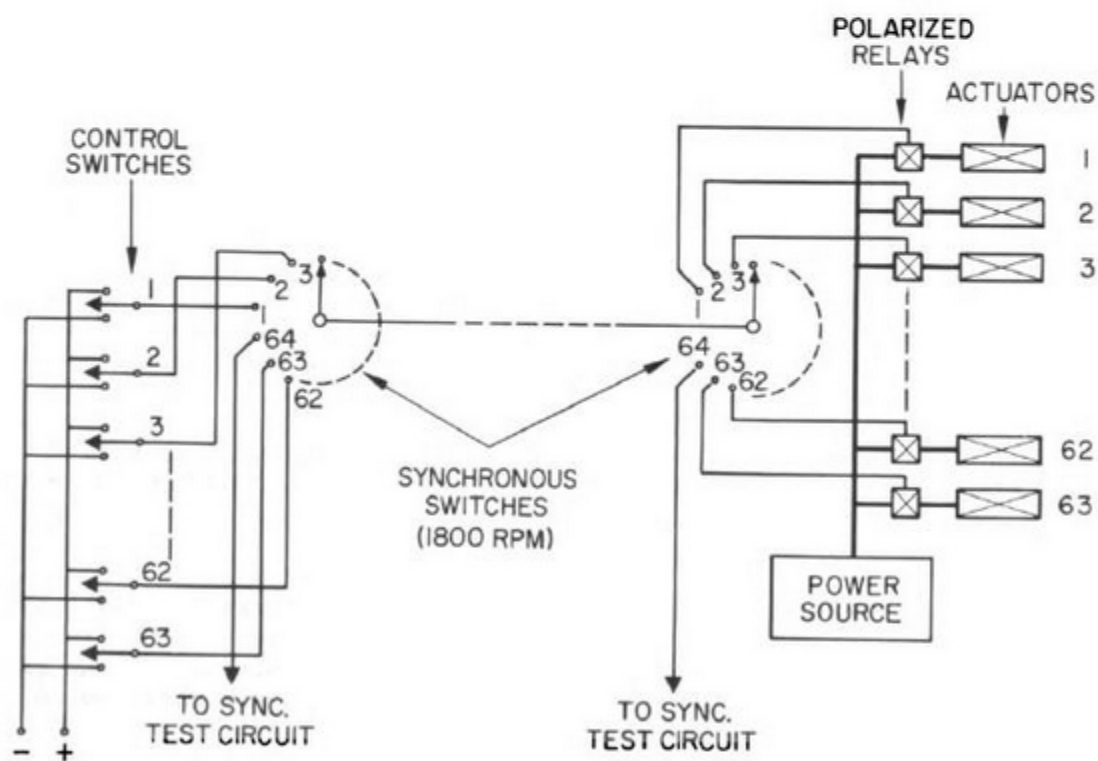 POLARIZED
RELAYS
ACTUATORS
CONTROL
SWITCHES
1
2
3
62
63
1
2
3
62
63
64
1
2
3
62
63
64
1
2
3
62
63
SYNCHRONOUS
SWITCHES
(1800 RPM)
POWER
SOURCE
TO SYNC.
TEST CIRCUIT
TO SYNC.
TEST CIRCUIT
- +